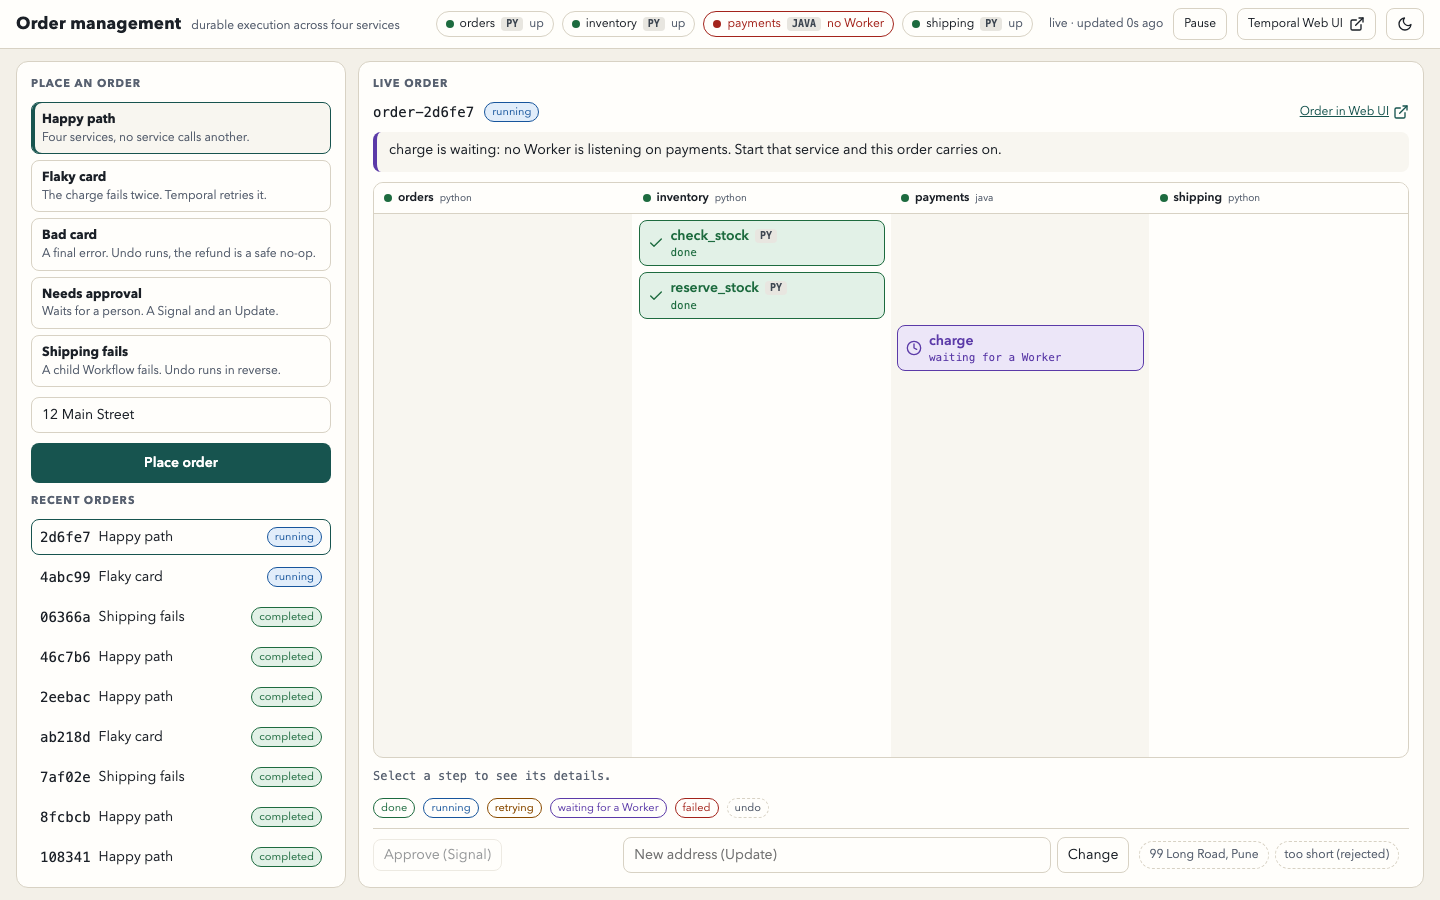 Order management durable execution across four services orders PY up inventory PY up payments JAVA no Worker shipping PY up live · updated 0s ago Pause Temporal Web UI
PLACE AN ORDER
Happy path
Four services, no service calls another.
Flaky card
The charge fails twice. Temporal retries it.
Bad card
A final error. Undo runs, the refund is a safe no-op.
Needs approval
Waits for a person. A Signal and an Update.
Shipping fails
A child Workflow fails. Undo runs in reverse.
12 Main Street
Place order
RECENT ORDERS
2d6fe7 Happy path running
4abc99 Flaky card running
06366a Shipping fails completed
46c7b6 Happy path completed
2eebac Happy path completed
ab218d Flaky card completed
7af02e Shipping fails completed
8fcbcb Happy path completed
108341 Happy path completed
LIVE ORDER
order-2d6fe7 running Order in Web UI
charge is waiting: no Worker is listening on payments. Start that service and this order carries on.
orders python inventory python payments java shipping python
check_stock PY
done
reserve_stock PY
done
charge
waiting for a Worker
Select a step to see its details.
done running retrying waiting for a Worker failed undo
Approve (Signal) New address (Update) Change 99 Long Road, Pune too short (rejected)